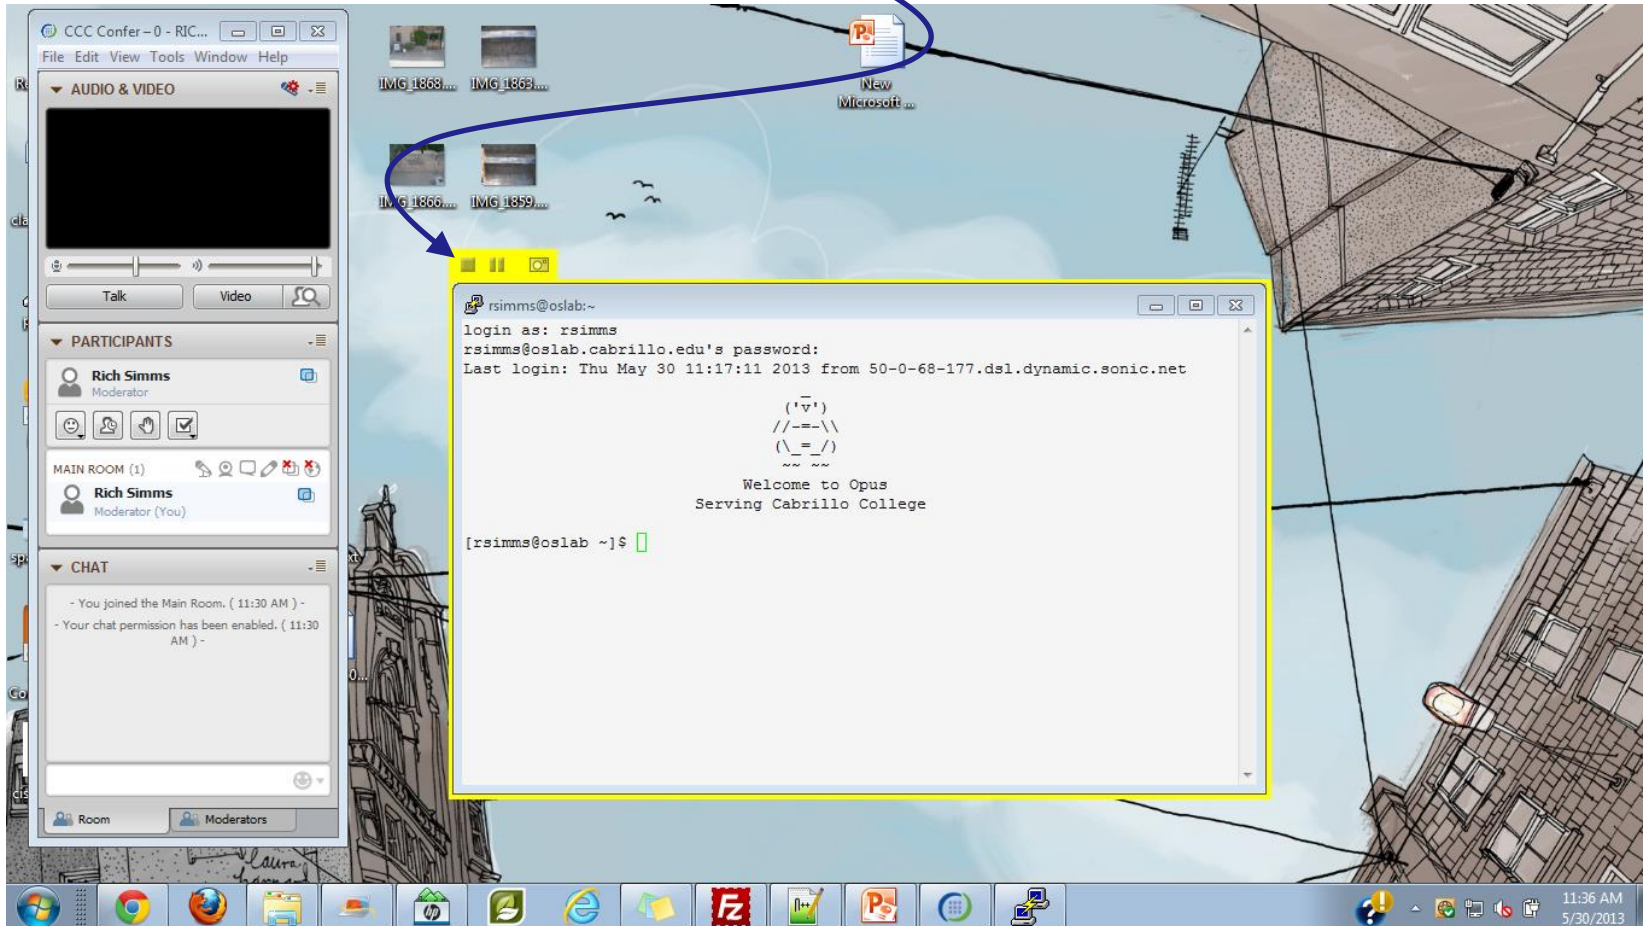 CCC Confer – 0 - RIC...
File Edit View Tools Window Help
AUDIO & VIDEO
Talk
Video
PARTICIPANTS
Rich Simms
Moderator
MAIN ROOM (1)
Rich Simms
Moderator (You)
CHAT
- You joined the Main Room. ( 11:30 AM ) -
- Your chat permission has been enabled. ( 11:30
AM ) -
Room
Moderators
IMG_1868....
IMG_1863....
IMG_1866....
IMG_1859....
New
Microsoft ...
rsimms@oslab:~
login as: rsimms
rsimms@oslab.cabrillo.edu's password:
Last login: Thu May 30 11:17:11 2013 from 50-0-68-177.dsl.dynamic.sonic.net
_
('v')
//-=-\\
(\_=_/)
~~ ~~
Welcome to Opus
Serving Cabrillo College
[rsimms@oslab ~]$
laura
11:36 AM
5/30/2013